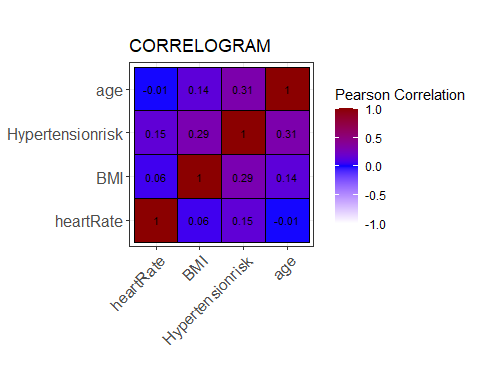 CORRELOGRAM
age
-0.01 0.14 0.31 1
Hypertensionrisk
0.15 0.29 1 0.31
BMI
0.06 1 0.29 0.14
heartRate
1 0.06 0.15 -0.01
heartRate
BMI
Hypertensionrisk
age
Pearson Correlation
1.0
0.5
0.0
-0.5
-1.0